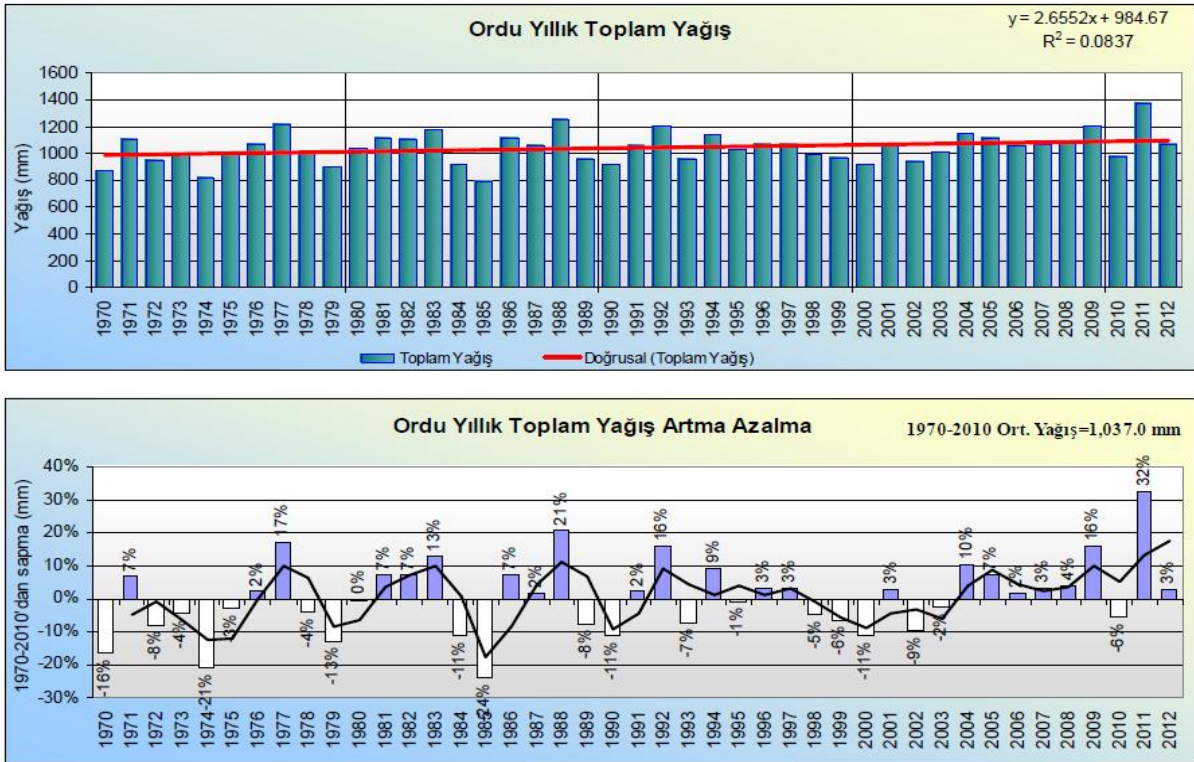 Ordu Yıllık Toplam Yağış
y = 2.6552x + 984.67
R² = 0.0837
Yağış (mm)
1600
1400
1200
1000
800
600
400
200
0
1970 1971 1972 1973 1974 1975 1976 1977 1978 1979 1980 1981 1982 1983 1984 1985 1986 1987 1988 1989 1990 1991 1992 1993 1994 1995 1996 1997 1998 1999 2000 2001 2002 2003 2004 2005 2006 2007 2008 2009 2010 2011 2012
Toplam Yağış Doğrusal (Toplam Yağış)
Ordu Yıllık Toplam Yağış Artma Azalma
1970-2010 Ort. Yağış=1,037.0 mm
1970-2010'dan sapma (mm)
40%
30%
20%
10%
0%
-10%
-20%
-30%
-16% 7% -8% -4% -21% -3% 2% 17% -4% -13% 0% 7% 7% 13% -11% -24% 7% 2% 21% -8% -11% 2% 16% -7% 9% -1% 3% 3% -5% -6% -11% 3% -9% -2% 10% 7% 2% 3% 4% 16% -6% 32% 3%
1970 1971 1972 1973 1974 1975 1976 1977 1978 1979 1980 1981 1982 1983 1984 1985 1986 1987 1988 1989 1990 1991 1992 1993 1994 1995 1996 1997 1998 1999 2000 2001 2002 2003 2004 2005 2006 2007 2008 2009 2010 2011 2012